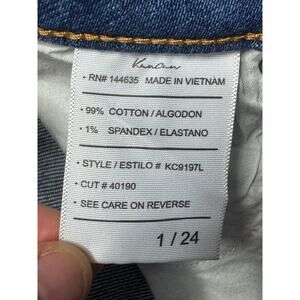 KanCan
• RN# 144635 MADE IN VIETNAM
• 99% COTTON / ALGODON
• 1% SPANDEX / ELASTANO
• STYLE / ESTILO # KC9197L
• CUT # 40190
• SEE CARE ON REVERSE
1 / 24